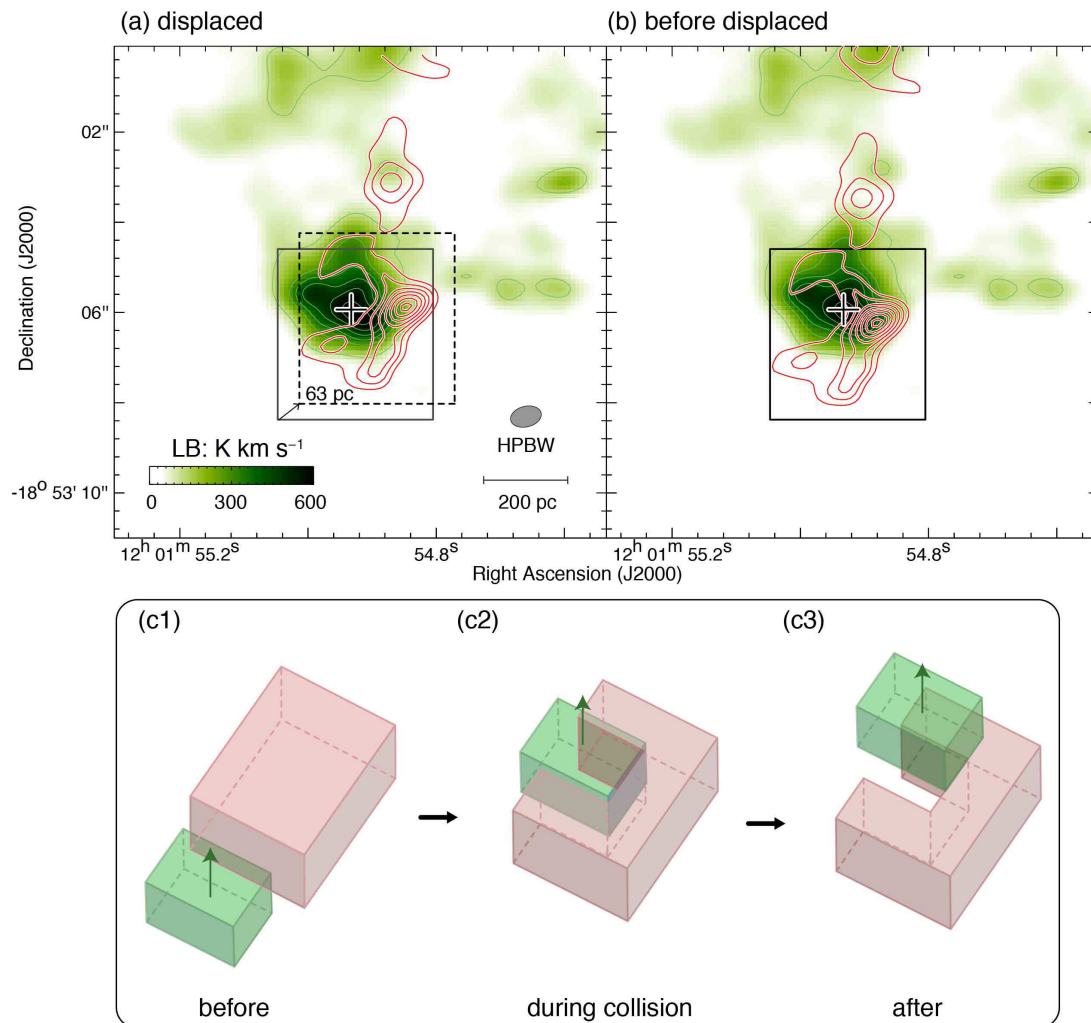 (a) displaced
(b) before displaced
Declination (J2000)
02"
06"
-18° 53' 10"
63 pc
LB: K km s⁻¹
0 300 600
HPBW
200 pc
12ʰ 01ᵐ 55.2ˢ 54.8ˢ
12ʰ 01ᵐ 55.2ˢ 54.8ˢ
Right Ascension (J2000)
(c1)
(c2)
(c3)
before
during collision
after